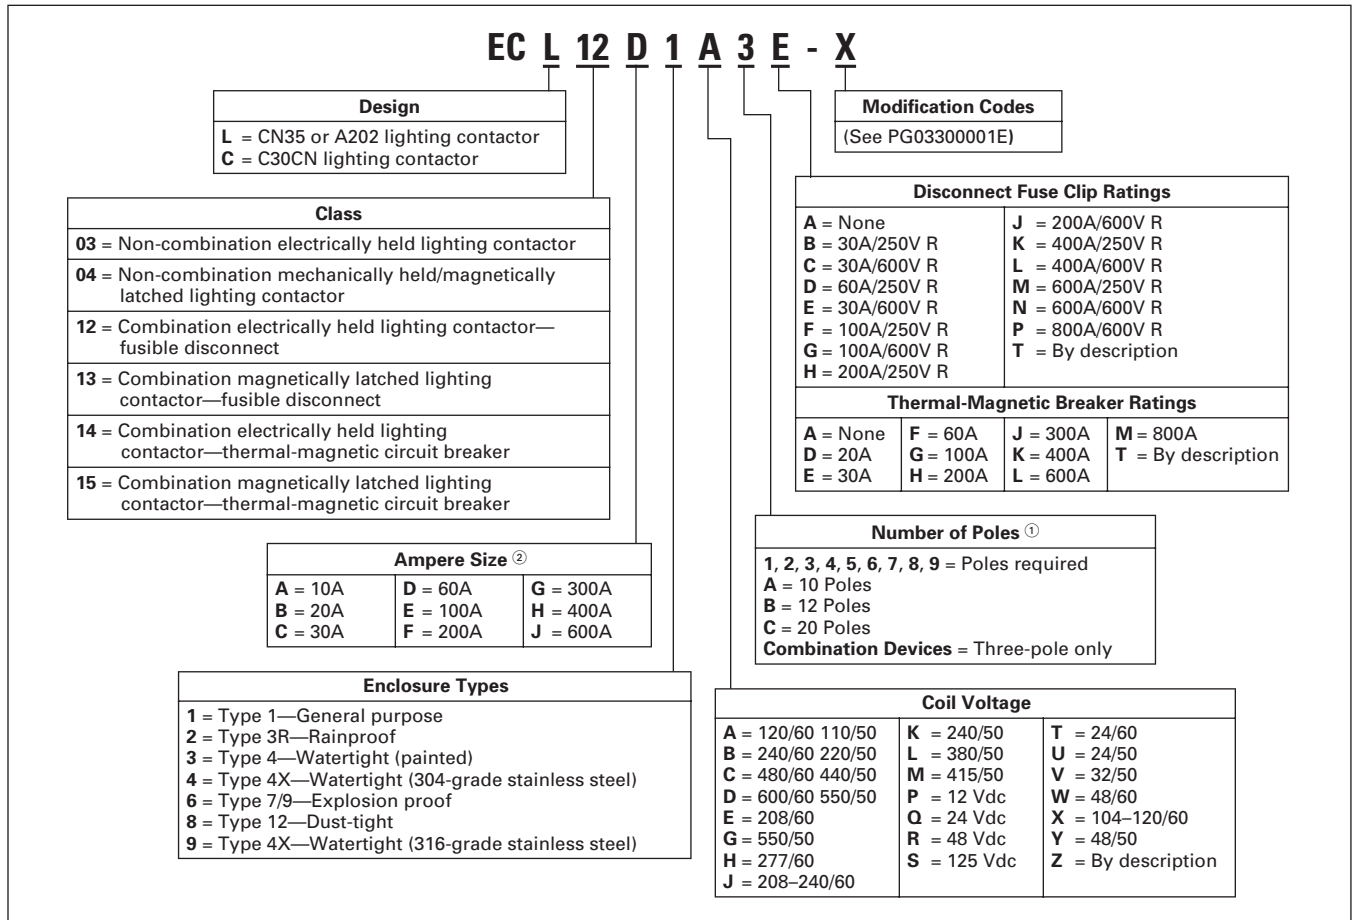 EC L 12 D 1 A 3 E - X
Design
L = CN35 or A202 lighting contactor
C = C30CN lighting contactor
Modification Codes
(See PG03300001E)
Class
03 = Non-combination electrically held lighting contactor
04 = Non-combination mechanically held/magnetically
latched lighting contactor
12 = Combination electrically held lighting contactor—
fusible disconnect
13 = Combination magnetically latched lighting
contactor—fusible disconnect
14 = Combination electrically held lighting
contactor—thermal-magnetic circuit breaker
15 = Combination magnetically latched lighting
contactor—thermal-magnetic circuit breaker
Disconnect Fuse Clip Ratings
A = None
B = 30A/250V R
C = 30A/600V R
D = 60A/250V R
E = 30A/600V R
F = 100A/250V R
G = 100A/600V R
H = 200A/250V R
J = 200A/600V R
K = 400A/250V R
L = 400A/600V R
M = 600A/250V R
N = 600A/600V R
P = 800A/600V R
T = By description
Thermal-Magnetic Breaker Ratings
A = None
D = 20A
E = 30A
F = 60A
G = 100A
H = 200A
J = 300A
K = 400A
L = 600A
M = 800A
T = By description
Ampere Size ②
A = 10A
B = 20A
C = 30A
D = 60A
E = 100A
F = 200A
G = 300A
H = 400A
J = 600A
Number of Poles ①
1, 2, 3, 4, 5, 6, 7, 8, 9 = Poles required
A = 10 Poles
B = 12 Poles
C = 20 Poles
Combination Devices = Three-pole only
Enclosure Types
1 = Type 1—General purpose
2 = Type 3R—Rainproof
3 = Type 4—Watertight (painted)
4 = Type 4X—Watertight (304-grade stainless steel)
6 = Type 7/9—Explosion proof
8 = Type 12—Dust-tight
9 = Type 4X—Watertight (316-grade stainless steel)
Coil Voltage
A = 120/60 110/50
B = 240/60 220/50
C = 480/60 440/50
D = 600/60 550/50
E = 208/60
G = 550/50
H = 277/60
J = 208–240/60
K = 240/50
L = 380/50
M = 415/50
P = 12 Vdc
Q = 24 Vdc
R = 48 Vdc
S = 125 Vdc
T = 24/60
U = 24/50
V = 32/50
W = 48/60
X = 104–120/60
Y = 48/50
Z = By description